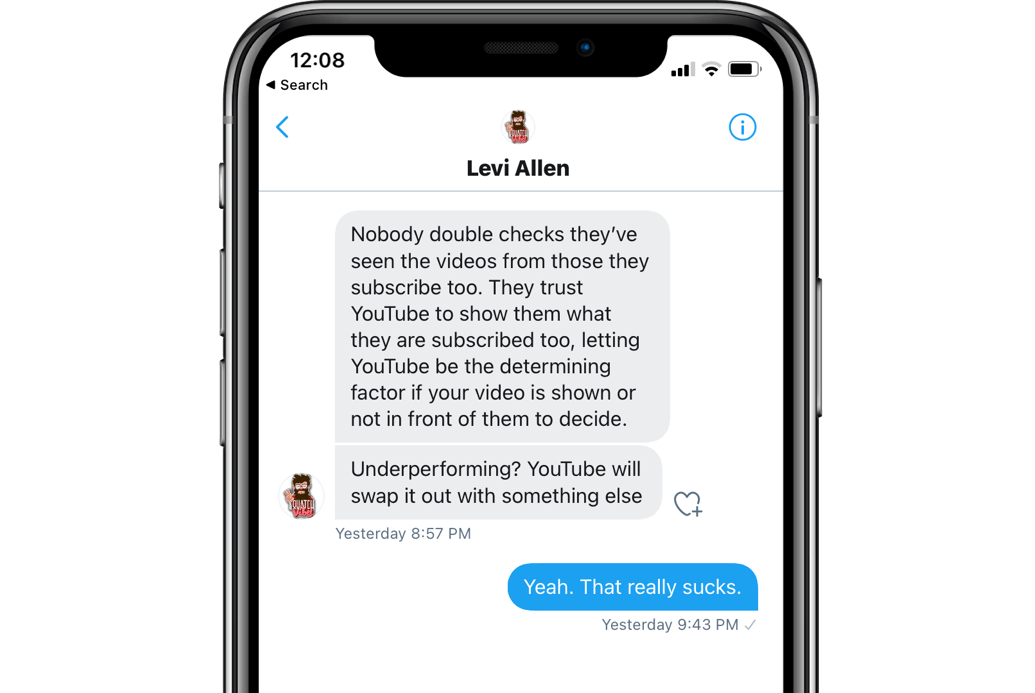 12:08
◀ Search
Levi Allen
Nobody double checks they’ve
seen the videos from those they
subscribe too. They trust
YouTube to show them what
they are subscribed too, letting
YouTube be the determining
factor if your video is shown or
not in front of them to decide.
Underperforming? YouTube will
swap it out with something else
Yesterday 8:57 PM
Yeah. That really sucks.
Yesterday 9:43 PM ✓